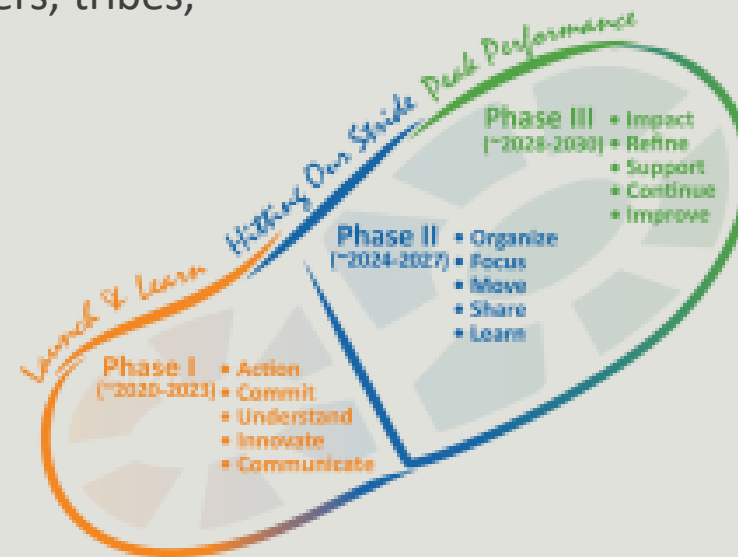 ers, tribes,
Launch & Learn
Hitting Our Stride
Peak Performance
Phase I
(~2020-2023)
• Action
• Commit
• Understand
• Innovate
• Communicate
Phase II
(~2024-2027)
• Organize
• Focus
• Move
• Share
• Learn
Phase III
(~2028-2030)
• Impact
• Refine
• Support
• Continue
• Improve